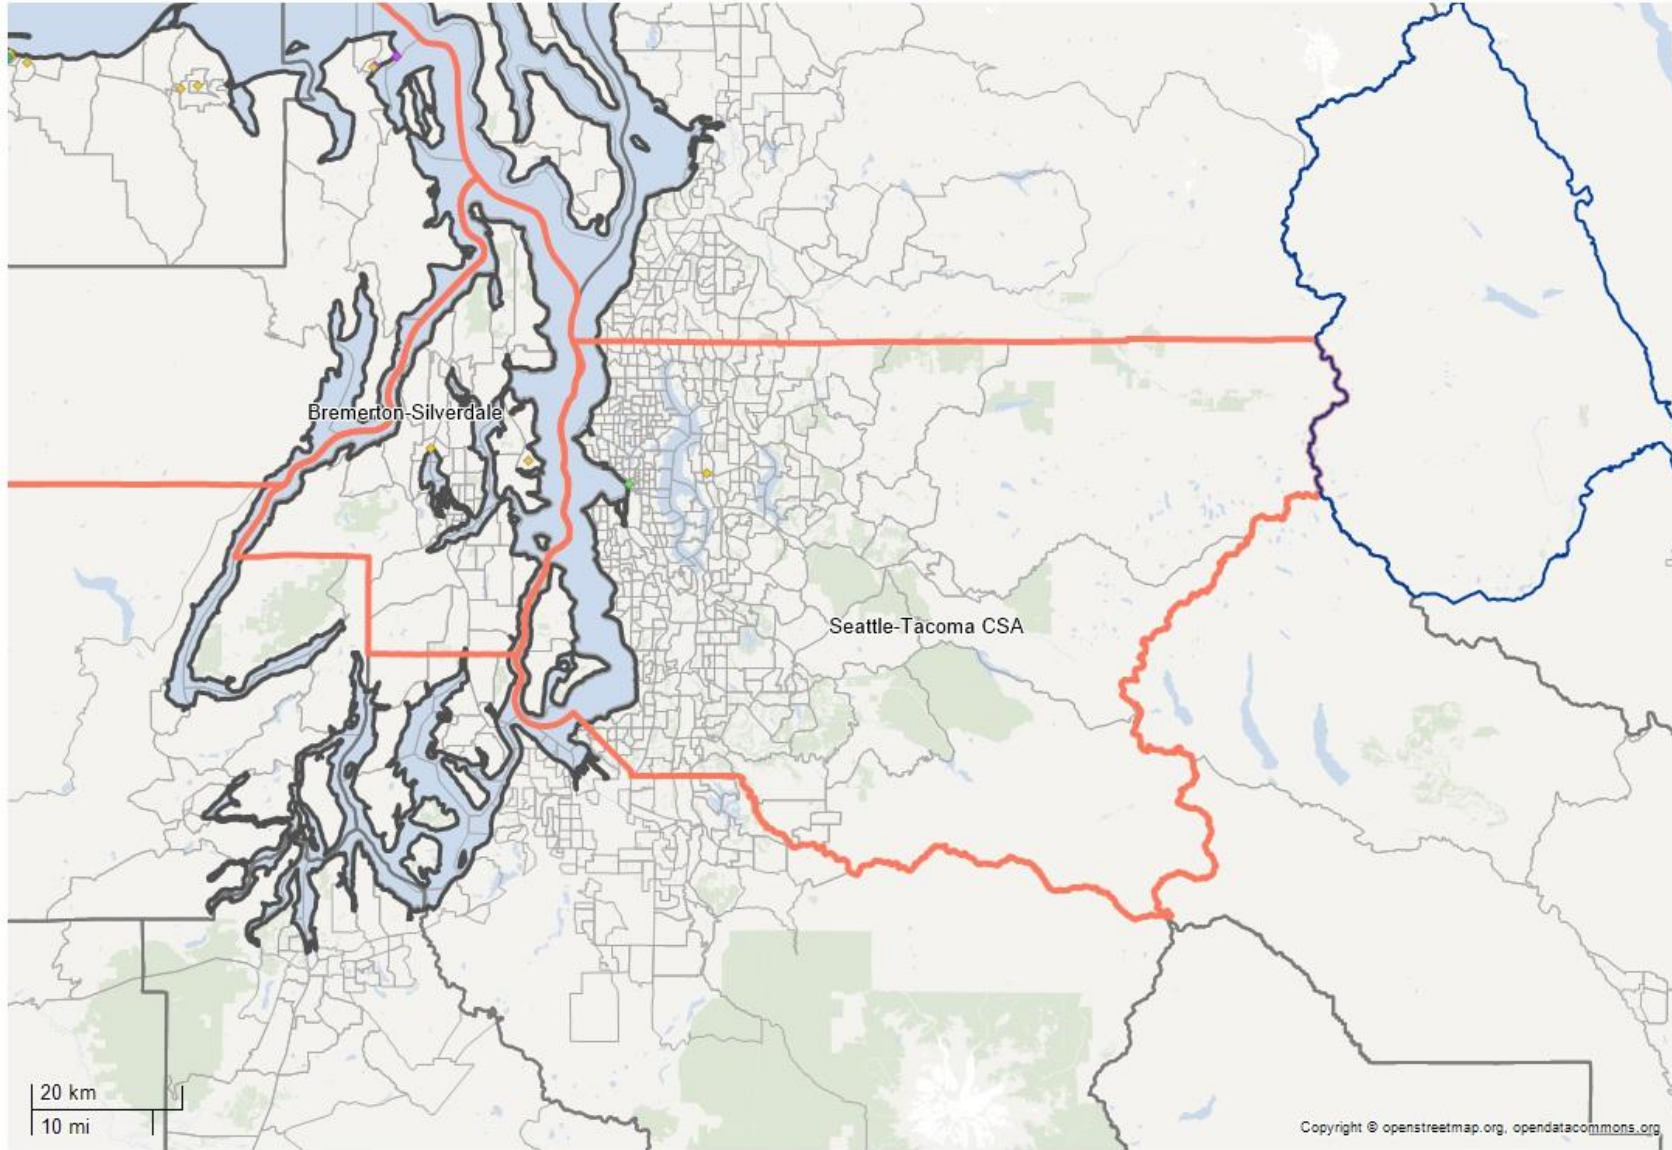 Bremerton-Silverdale
Seattle-Tacoma CSA
20 km
10 mi
Copyright © openstreetmap.org, opendatacommons.org